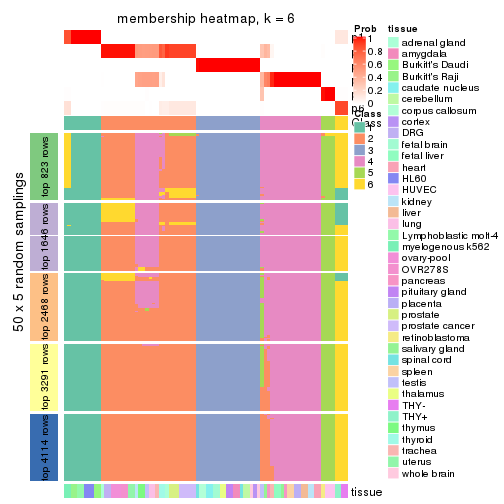 membership heatmap, k = 6
Prob
1
0.8
0.6
0.4
0.2
0
Class
1
2
3
4
5
6
tissue
adrenal gland
amygdala
Bukitt's Daudi
Bukitt's Raji
caudate nucleus
cerebellum
corpus callosum
cortex
DRG
fetal brain
fetal liver
heart
HL60
HUVEC
kidney
liver
lung
Lymphoblastic molt-4
myelogenous k562
ovary-pool
OVR278S
pancreas
pituitary gland
placenta
prostate
prostate cancer
retinoblastoma
salivary gland
spinal cord
spleen
testis
thalamus
THY-
THY+
thymus
thyroid
trachea
uterus
whole brain
50 x 5 random samplings
top 823 rows
top 1646 rows
top 2468 rows
top 3291 rows
top 4114 rows
tissue